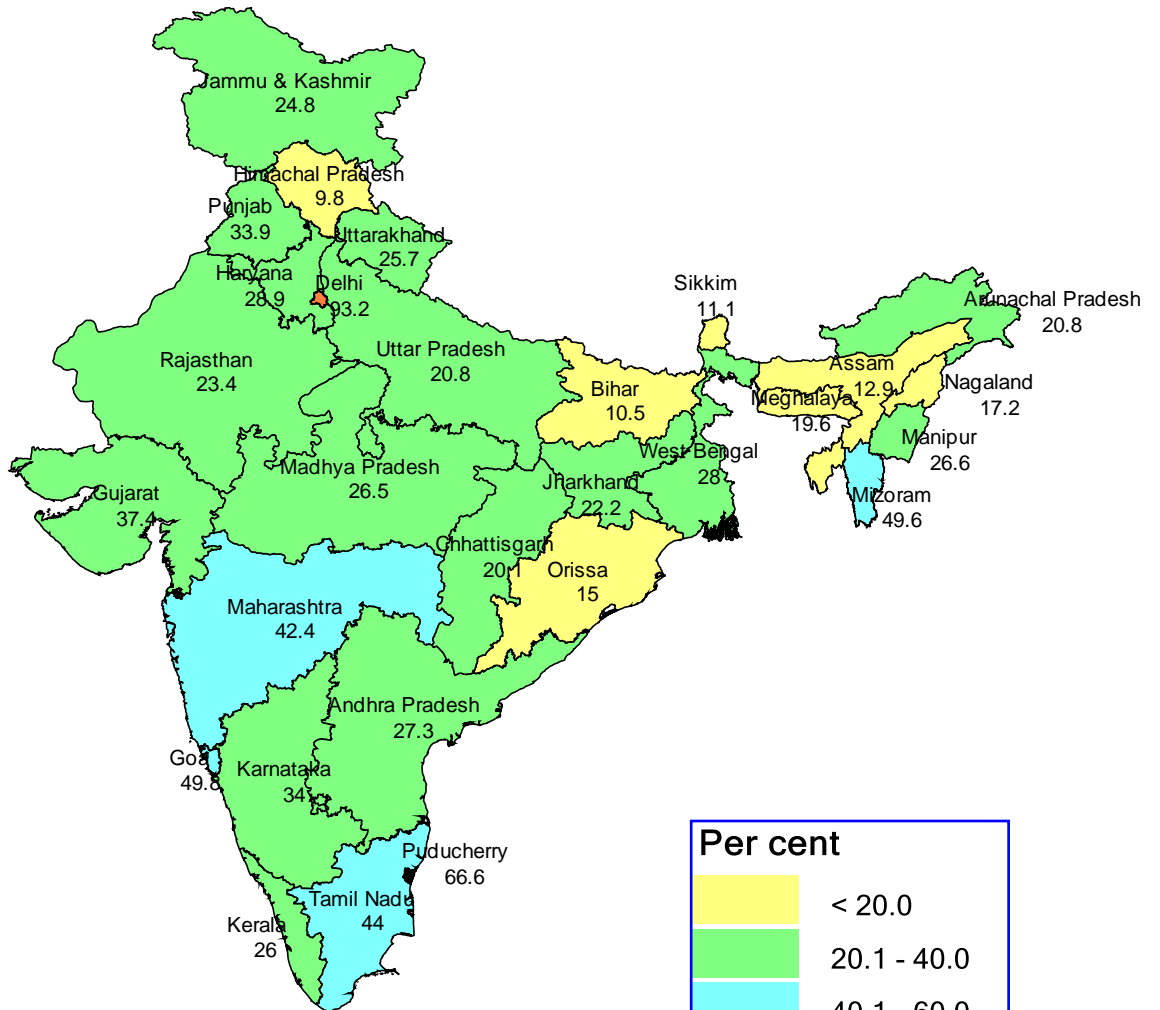 Jammu & Kashmir
24.8
Himachal Pradesh
9.8
Punjab
33.9
Uttarakhand
25.7
Haryana
28.9
Delhi
93.2
Sikkim
11.1
Arunachal Pradesh
20.8
Rajasthan
23.4
Uttar Pradesh
20.8
Bihar
10.5
Assam
12.9
Nagaland
17.2
Meghalaya
19.6
Manipur
26.6
West Bengal
28
Madhya Pradesh
26.5
Jharkhand
22.2
Mizoram
49.6
Gujarat
37.4
Chhattisgarh
20.1
Orissa
15
Maharashtra
42.4
Andhra Pradesh
27.3
Goa
49.8
Karnataka
34
Puducherry
66.6
Tamil Nadu
44
Kerala
26
Per cent
< 20.0
20.1 - 40.0
40.1 - 60.0